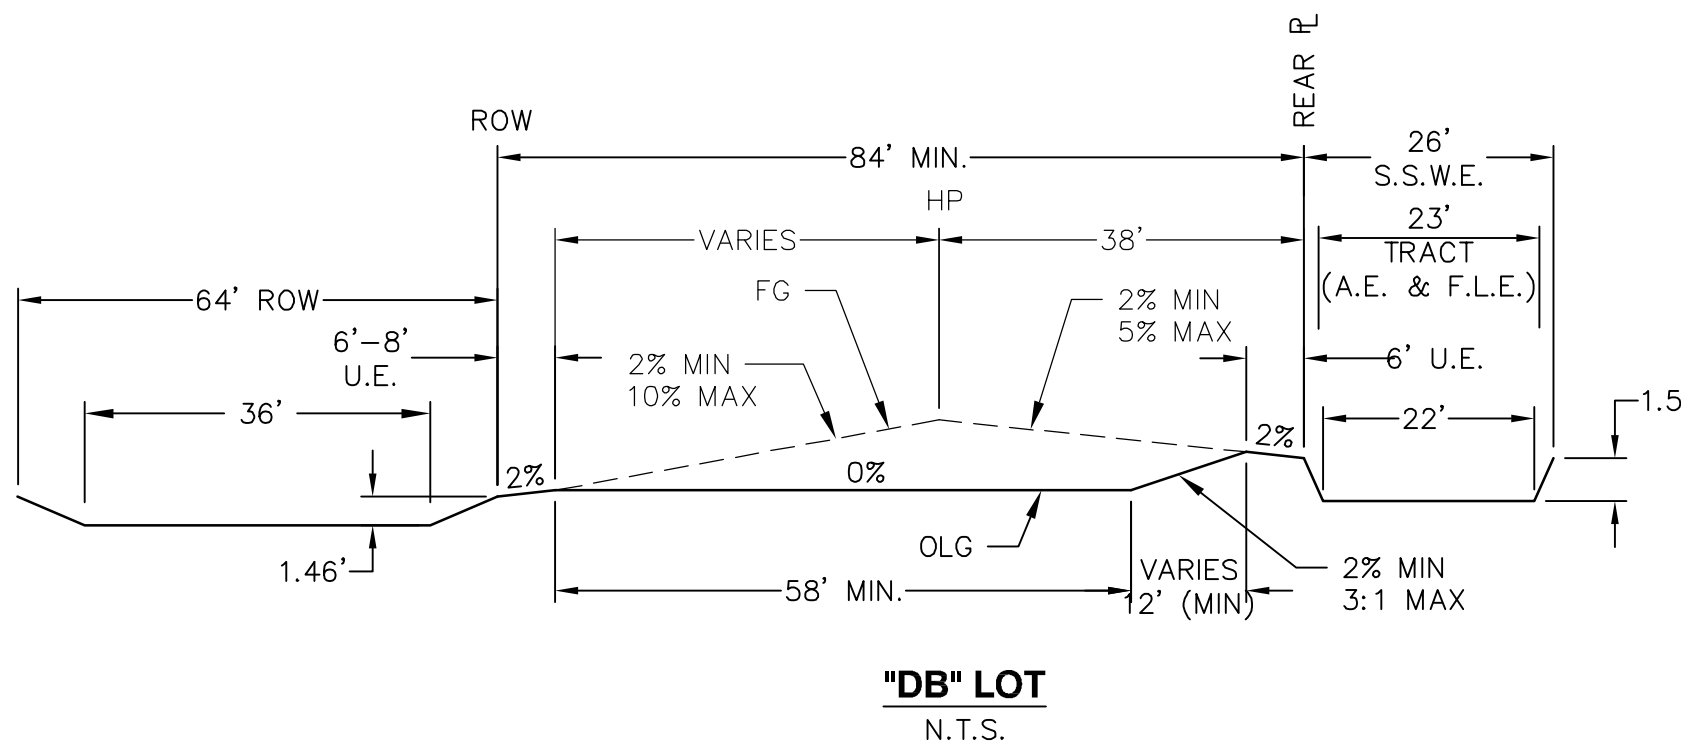 REAR PL
ROW
84' MIN.
26'
S.S.W.E.
HP
VARIES
38'
23'
TRACT
(A.E. & F.L.E.)
64' ROW
FG
2% MIN
5% MAX
6'-8'
U.E.
2% MIN
10% MAX
6' U.E.
36'
22'
1.5
2%
2%
0%
1.46'
OLG
58' MIN.
VARIES
12' (MIN)
2% MIN
3:1 MAX
"DB" LOT
N.T.S.